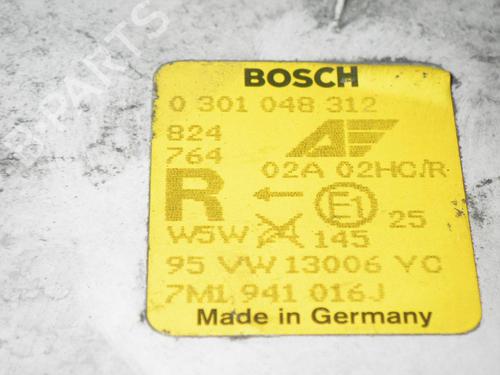 BOSCH
0 301 048 312
824
764
02A 02HC/R
R
E1
25
W5W 145
95 VW 13006 YC
7M1 941 016J
Made in Germany